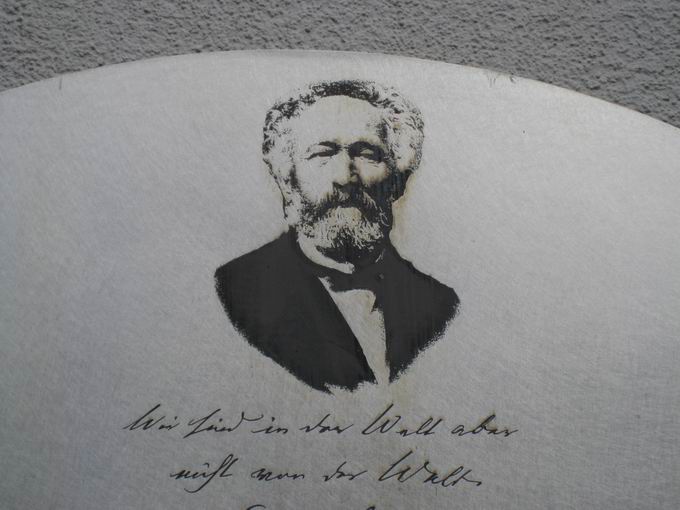 Wir sind in der Welt aber
nicht von der Welt.